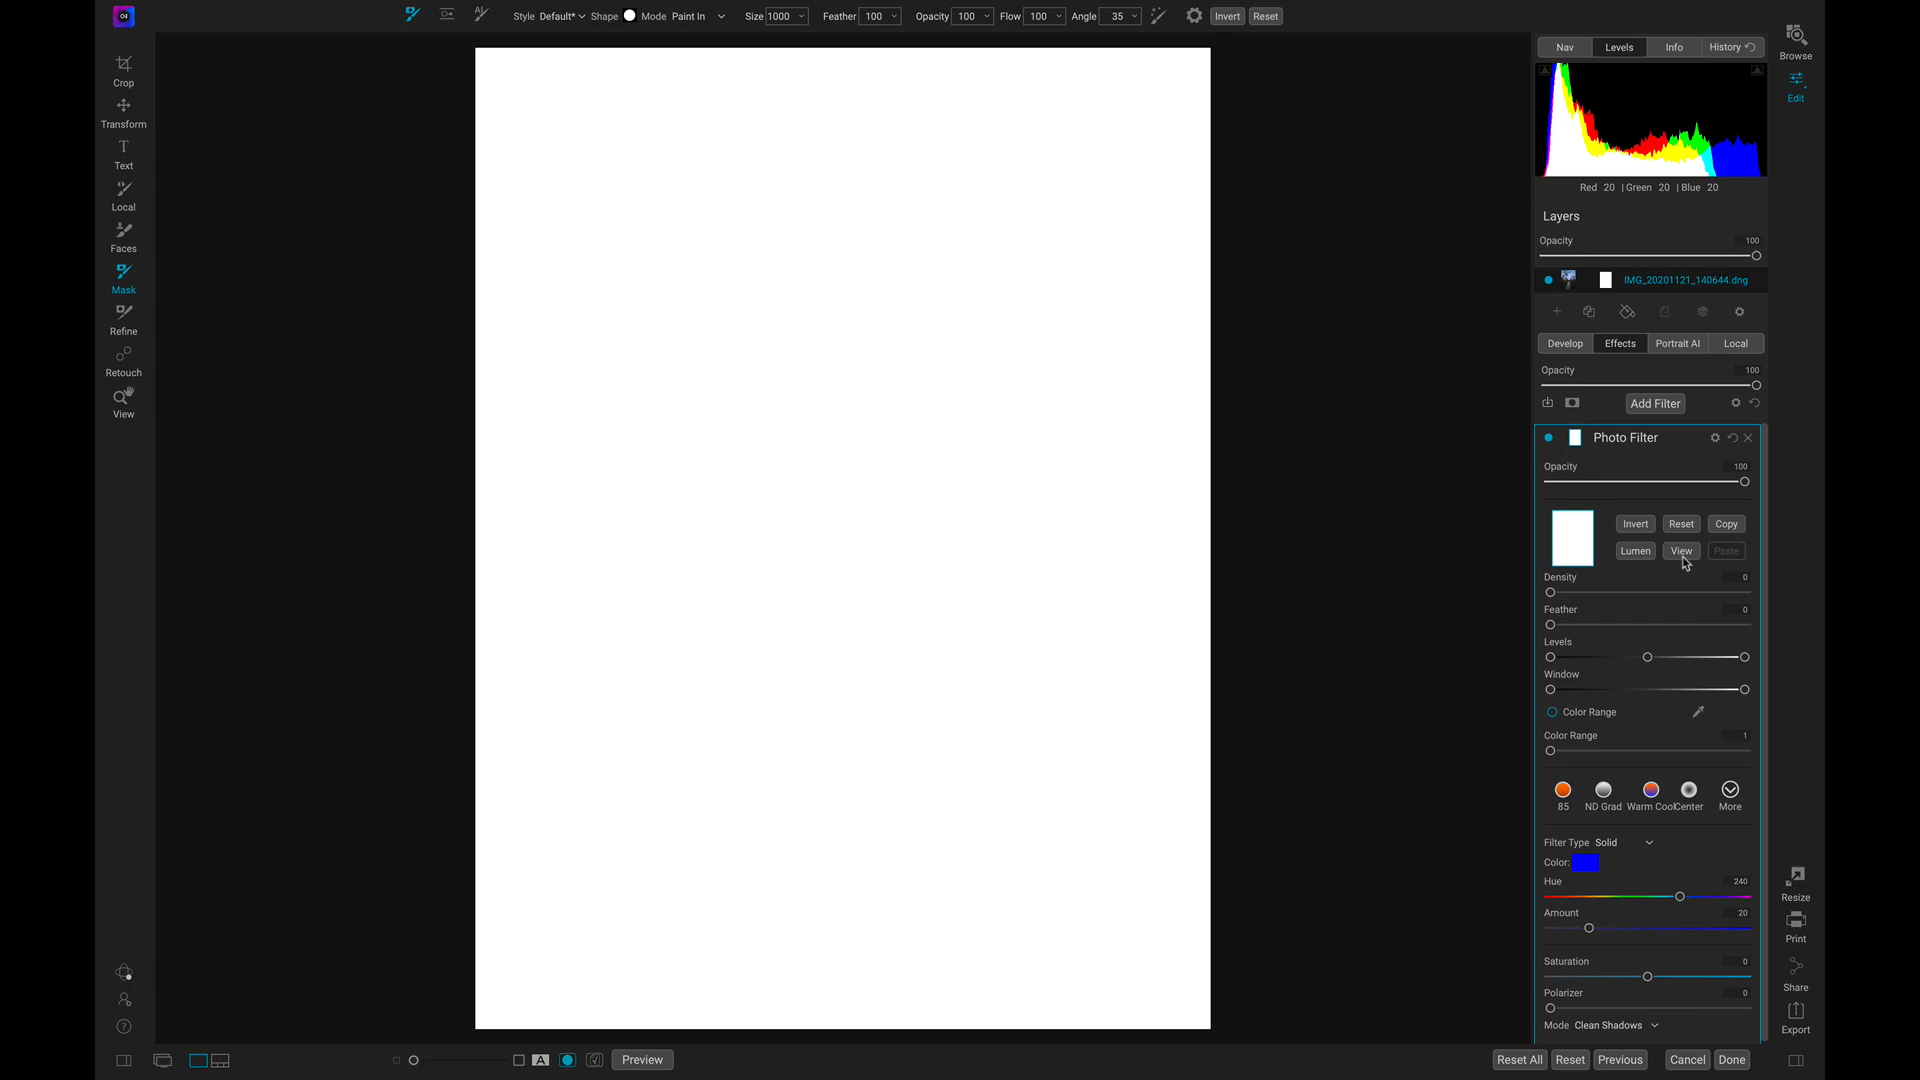 Style Default* Shape Mode Paint In Size 1000 Feather 100 Opacity 100 Flow 100 Angle 35 Invert Reset
Crop
Transform
Text
Local
Faces
Mask
Refine
Retouch
View
Nav Levels Info History
Red 20 | Green 20 | Blue 20
Layers
Opacity 100
IMG_20201121_140644.dng
Develop Effects Portrait AI Local
Opacity 100
Add Filter
Photo Filter
Opacity 100
Invert Reset Copy
Lumen View Paste
Density 0
Feather 0
Levels
Window
Color Range
Color Range 1
85 ND Grad Warm Cool Center More
Filter Type Solid
Color:
Hue 240
Amount 20
Saturation 0
Polarizer 0
Mode Clean Shadows
Browse
Edit
Resize
Print
Share
Export
A Preview
Reset All Reset Previous Cancel Done